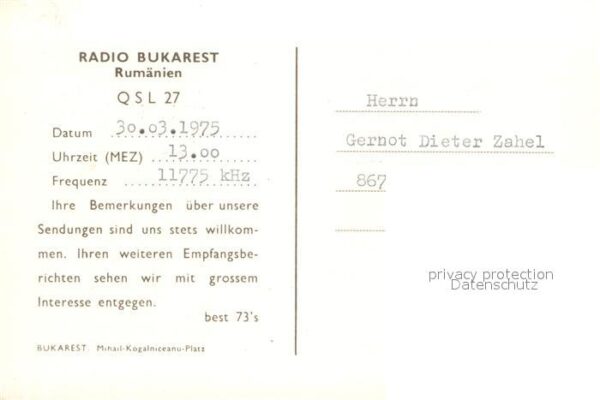 RADIO BUKAREST
Rumänien
QSL 27
Datum 30.03.1975
Uhrzeit (MEZ) 13.00
Frequenz 11775 kHz
Ihre Bemerkungen über unsere
Sendungen sind uns stets willkom-
men. Ihren weiteren Empfangsbe-
richten sehen wir mit grossem
Interesse entgegen.
best 73's
BUKAREST. Mihail-Kogalniceanu-Platz
Herrn
Gernot Dieter Zahel
867
privacy protection
Datenschutz